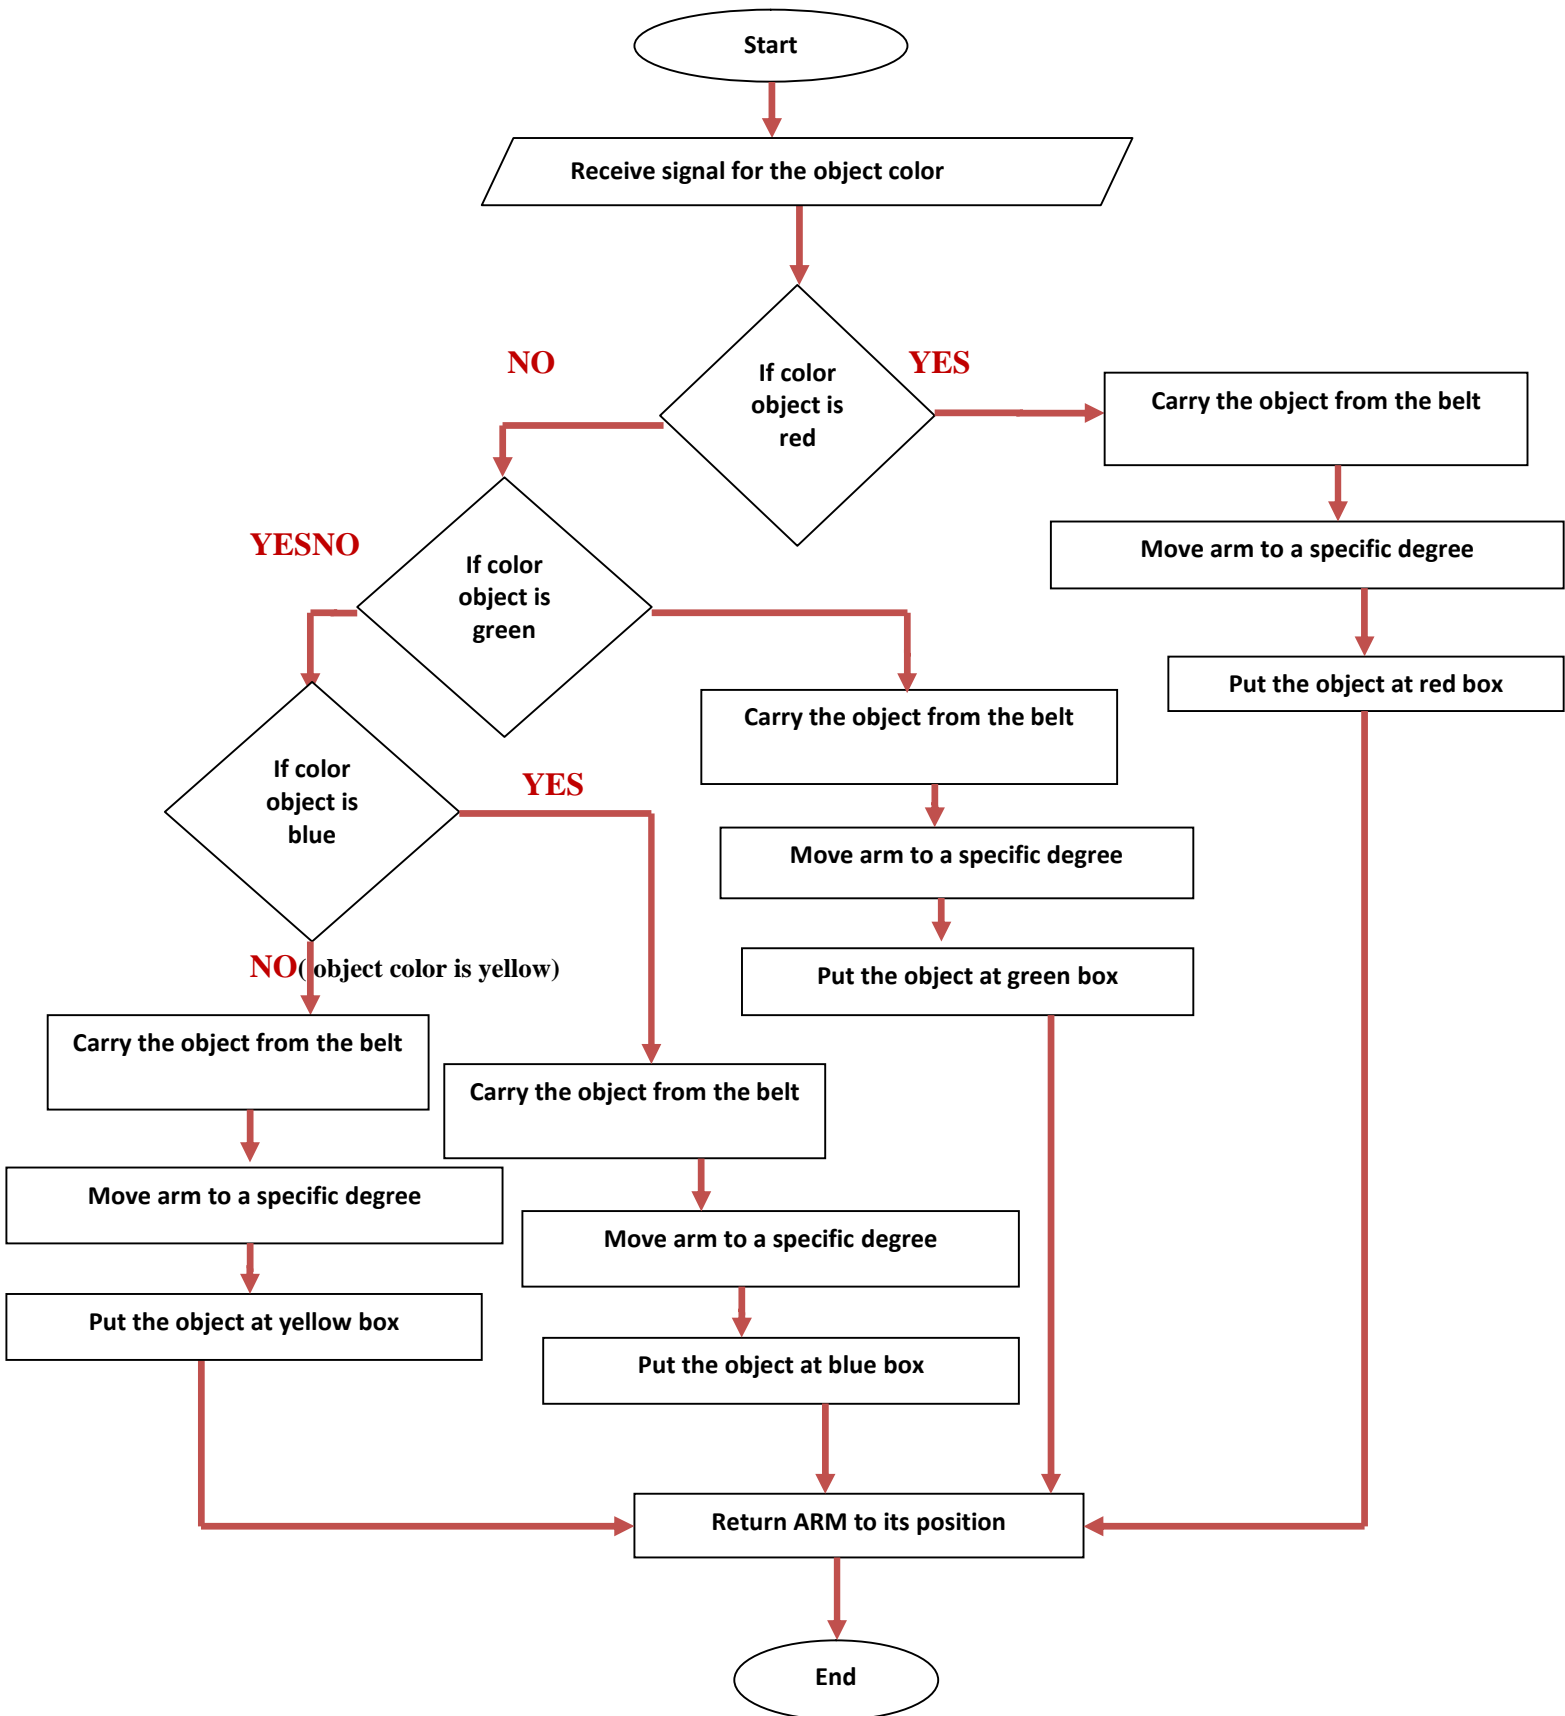 Start
Receive signal for the object color
NO
YES
If color
object is
red
Carry the object from the belt
Move arm to a specific degree
Put the object at red box
YESNO
If color
object is
green
Carry the object from the belt
Move arm to a specific degree
Put the object at green box
If color
object is
blue
YES
NO( object color is yellow)
Carry the object from the belt
Move arm to a specific degree
Put the object at yellow box
Carry the object from the belt
Move arm to a specific degree
Put the object at blue box
Return ARM to its position
End